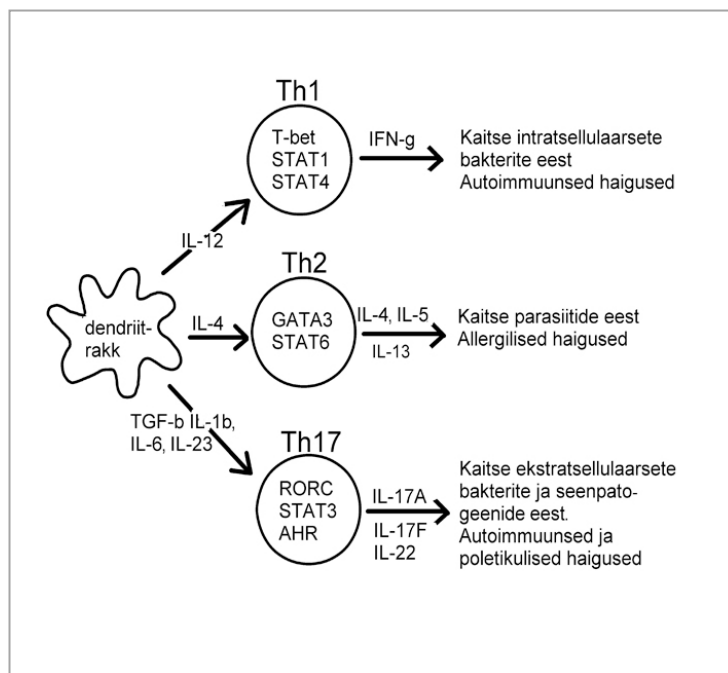 Th1
T-bet
STAT1
STAT4
IFN-g
Kaitse intratsellulaarsete
bakterite eest
Autoimmuunsed haigused
IL-12
dendriit-
rakk
IL-4
Th2
GATA3
STAT6
IL-4, IL-5
IL-13
Kaitse parasiitide eest
Allergilised haigused
TGF-b IL-1b,
IL-6, IL-23
Th17
RORC
STAT3
AHR
IL-17A
IL-17F
IL-22
Kaitse ekstratsellulaarsete
bakterite ja seenpato-
geenide eest.
Autoimmuunsed ja
poletikulised haigused